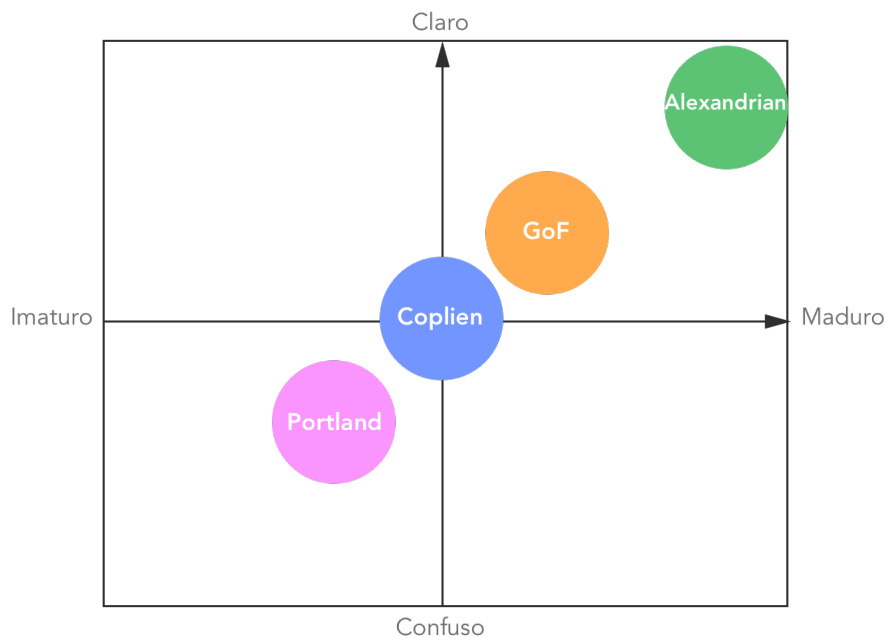 Claro
Alexandrian
GoF
Imaturo
Coplien
Maduro
Portland
Confuso